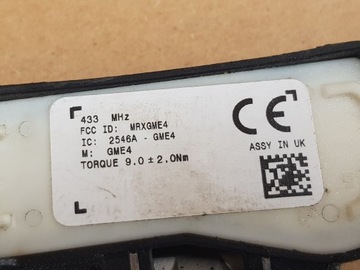 433 MHz
FCC ID: MRXGME4
IC: 2546A - GME4
M: GME4
TORQUE 9.0 ± 2.0Nm
CE
ASSY IN UK